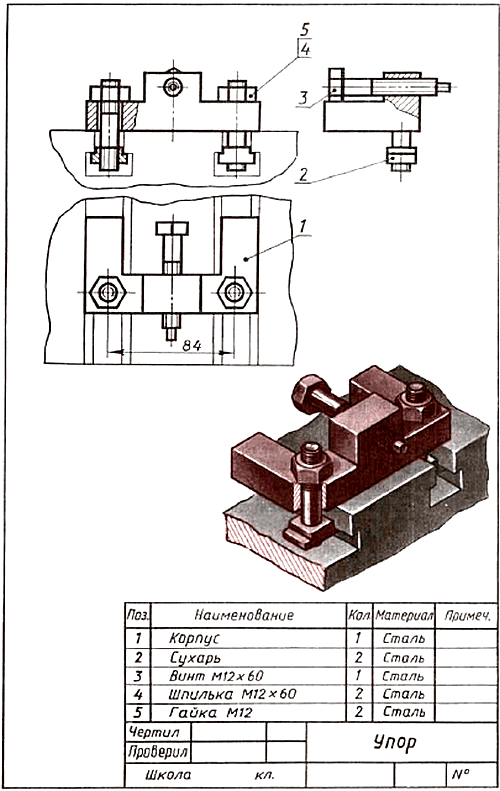 5
4
3
2
1
84
Поз. Наименование Кол. Материал Примеч.
1 Корпус 1 Сталь
2 Сухарь 2 Сталь
3 Винт М12×60 1 Сталь
4 Шпилька М12×60 2 Сталь
5 Гайка М12 2 Сталь
Чертил
Упор
Проверил
Школа кл. №